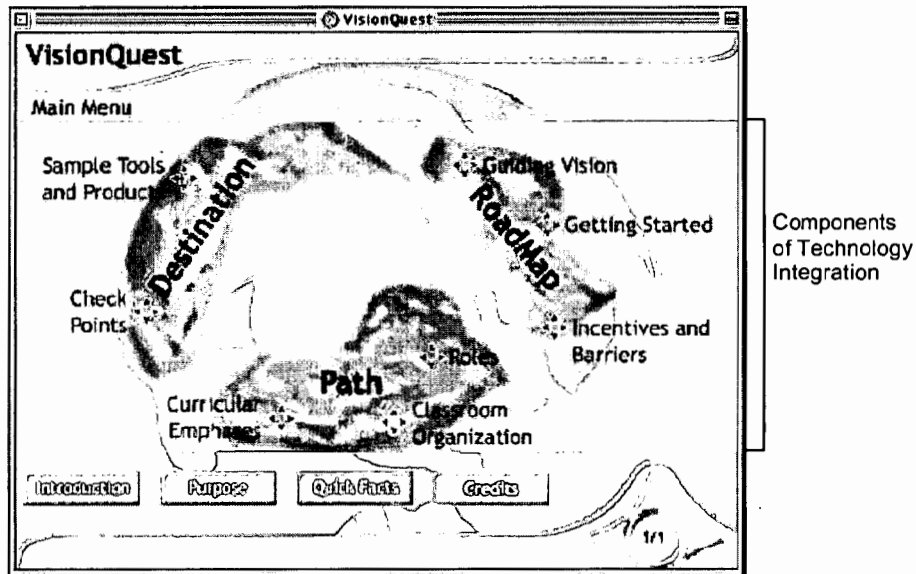 VisionQuest
VisionQuest
Main Menu
Sample Tools
and Products
Destination
Check
Points
Guiding Vision
RoadMap
Getting Started
Incentives and
Barriers
Path
Roles
Curricular
Emphases
Classroom
Organization
Introduction
Purpose
Quick Facts
Credits
1/1
Components
of Technology
Integration